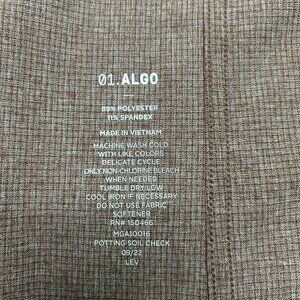 01.ALGO
89% POLYESTER
11% SPANDEX
MADE IN VIETNAM
MACHINE WASH COLD
WITH LIKE COLORS
DELICATE CYCLE
ONLY NON-CHLORINE BLEACH
WHEN NEEDED
TUMBLE DRY LOW
COOL IRON IF NECESSARY
DO NOT USE FABRIC
SOFTENER
RN# 150466
MGA10016
POTTING SOIL CHECK
09/22
LEV